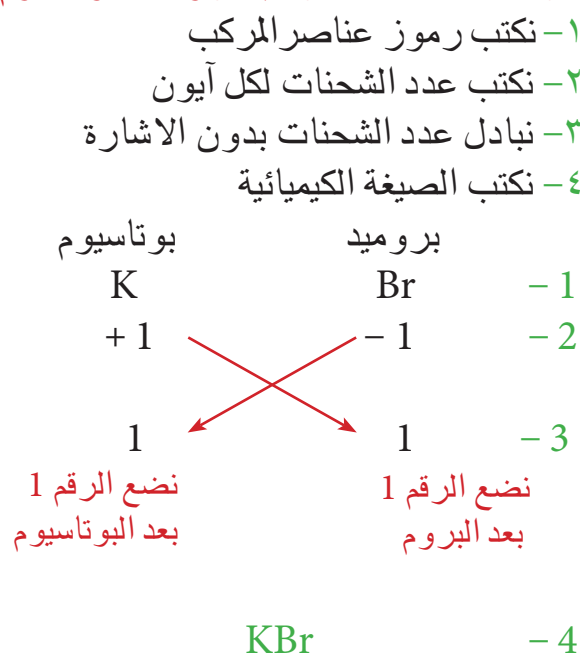 ١- نكتب رموز عناصر المركب
٢- نكتب عدد الشحنات لكل آيون
٣- نبادل عدد الشحنات بدون الاشارة
٤- نكتب الصيغة الكيميائية
بروميد بوتاسيوم
1 – Br K
2 – – 1 + 1
3 – 1 1
نضع الرقم 1 نضع الرقم 1
بعد البروم بعد البوتاسيوم
4 – KBr